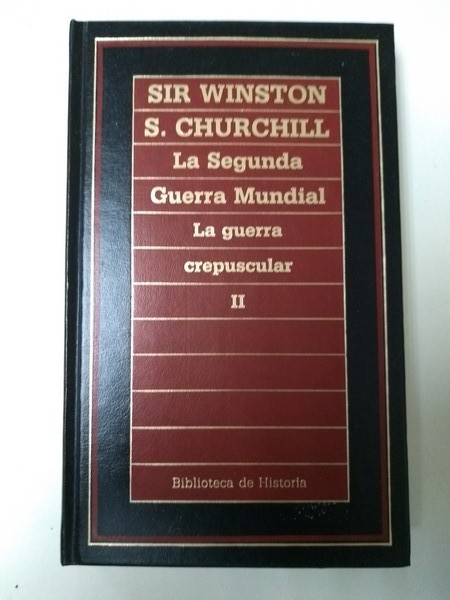 SIR WINSTON
S. CHURCHILL
La Segunda
Guerra Mundial
La guerra
crepuscular
II
Biblioteca de Historia